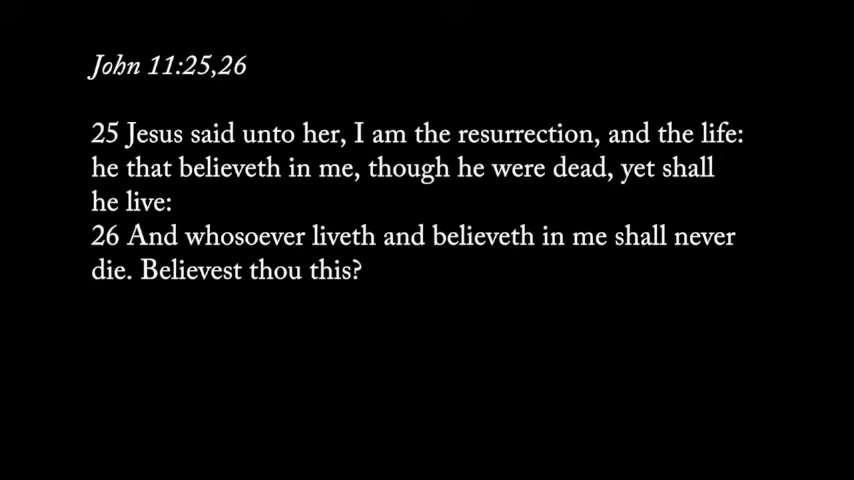 John 11:25,26
25 Jesus said unto her, I am the resurrection, and the life:
he that believeth in me, though he were dead, yet shall
he live:
26 And whosoever liveth and believeth in me shall never
die. Believest thou this?